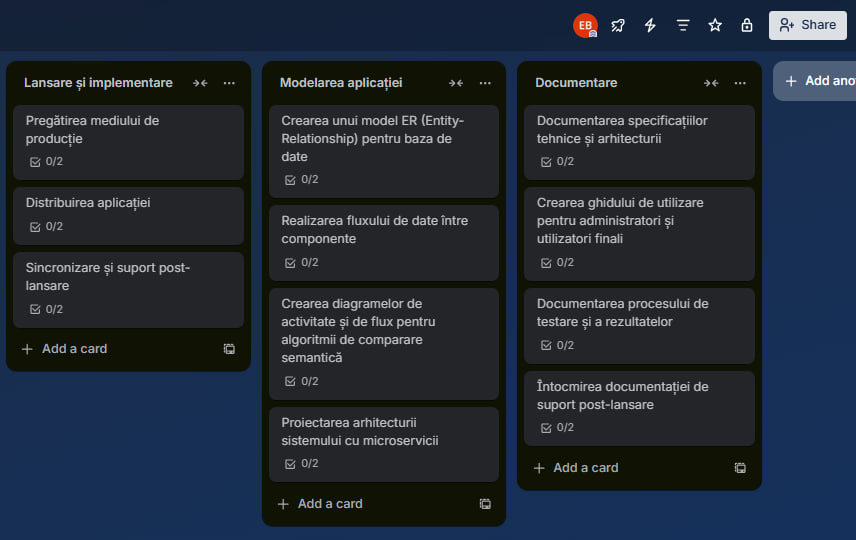 EB
Share
Lansare și implementare
Pregătirea mediului de
producție
0/2
Distribuirea aplicației
0/2
Sincronizare și suport post-
lansare
0/2
Add a card
Modelarea aplicației
Crearea unui model ER (Entity-
Relationship) pentru baza de
date
0/2
Realizarea fluxului de date între
componente
0/2
Crearea diagramelor de
activitate și de flux pentru
algoritmii de comparare
semantică
0/2
Proiectarea arhitecturii
sistemului cu microservicii
0/2
Add a card
Documentare
Documentarea specificațiilor
tehnice și arhitecturii
0/2
Crearea ghidului de utilizare
pentru administratori și
utilizatori finali
0/2
Documentarea procesului de
testare și a rezultatelor
0/2
Întocmirea documentației de
suport post-lansare
0/2
Add a card
Add ano